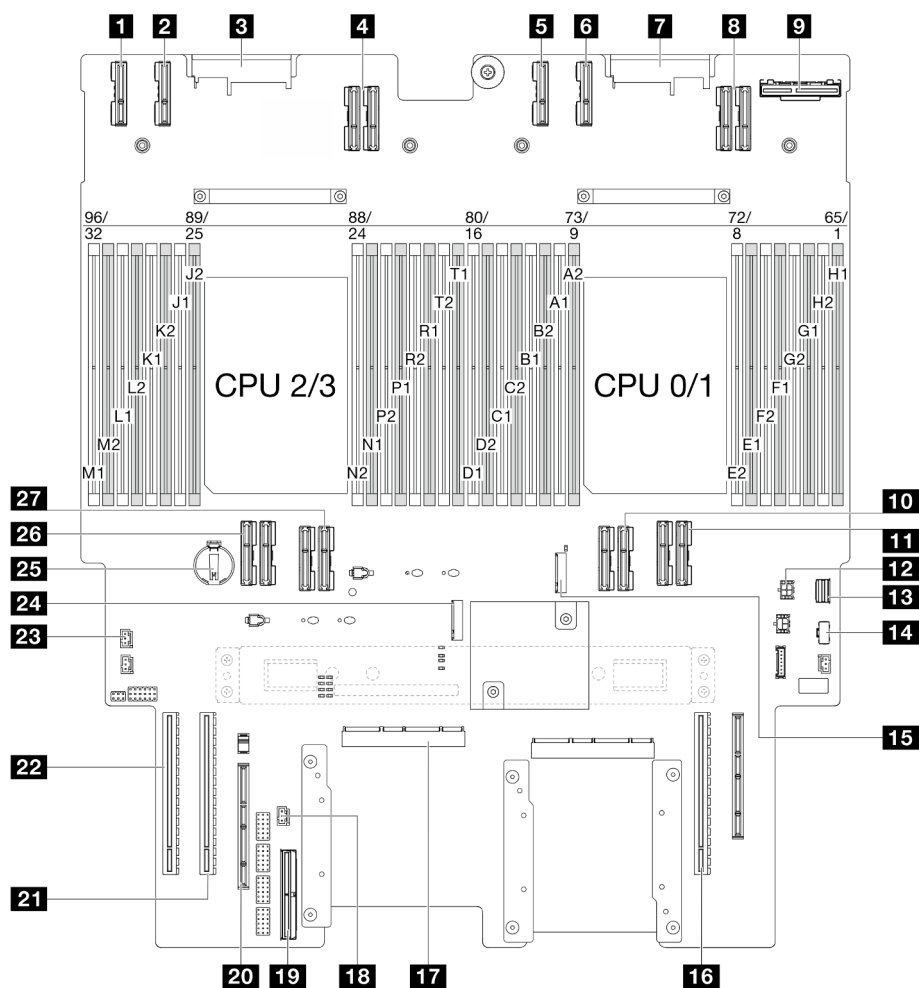 1 2 3 4 5 6 7 8 9
96/ 89/ 88/ 80/ 73/ 72/ 65/
32 25 24 16 9 8 1
J2 T1 A2 H1
J1 T2 A1 H2
K2 R1 B2 G1
K1 R2 B1 G2
CPU 2/3 CPU 0/1
L2 P1 C2 F1
L1 P2 C1 F2
M2 N1 D2 E1
M1 N2 D1 E2
27 10
26 11
25 12
13
24
23 14
15
22
21
20 19 18 17 16